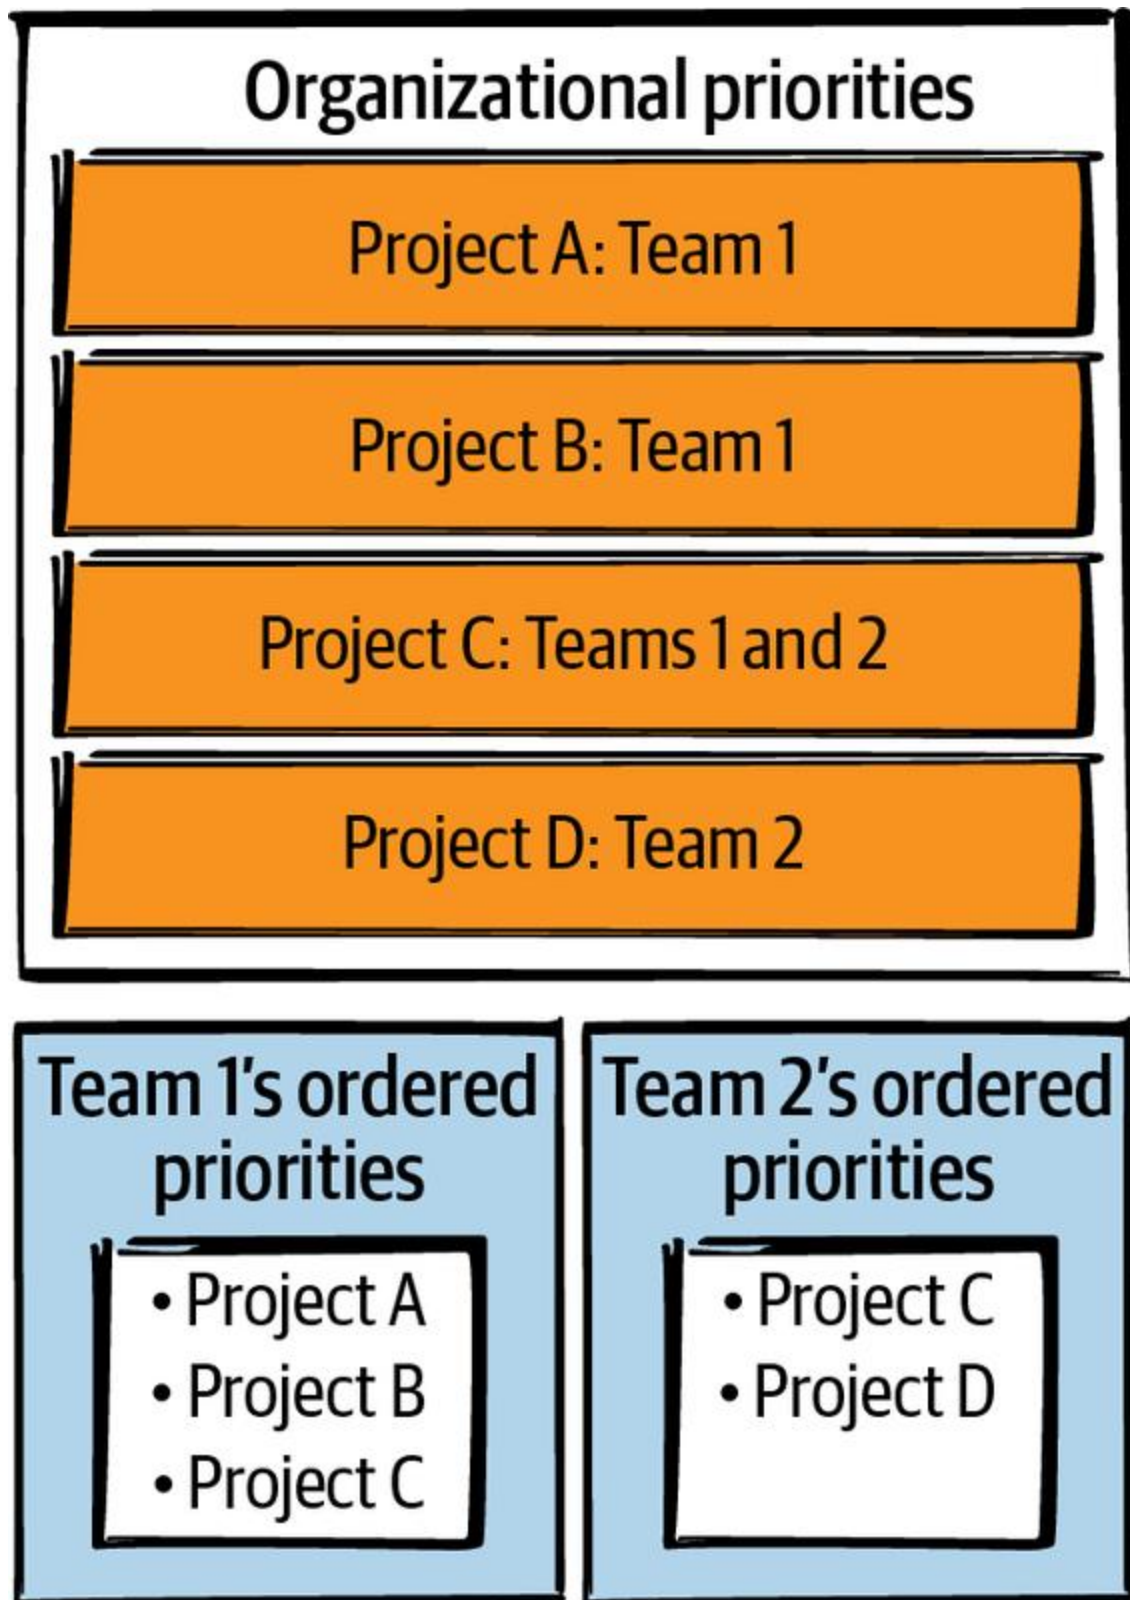 Organizational priorities
Project A: Team 1
Project B: Team 1
Project C: Teams 1 and 2
Project D: Team 2
Team 1's ordered
priorities
• Project A
• Project B
• Project C
Team 2's ordered
priorities
• Project C
• Project D